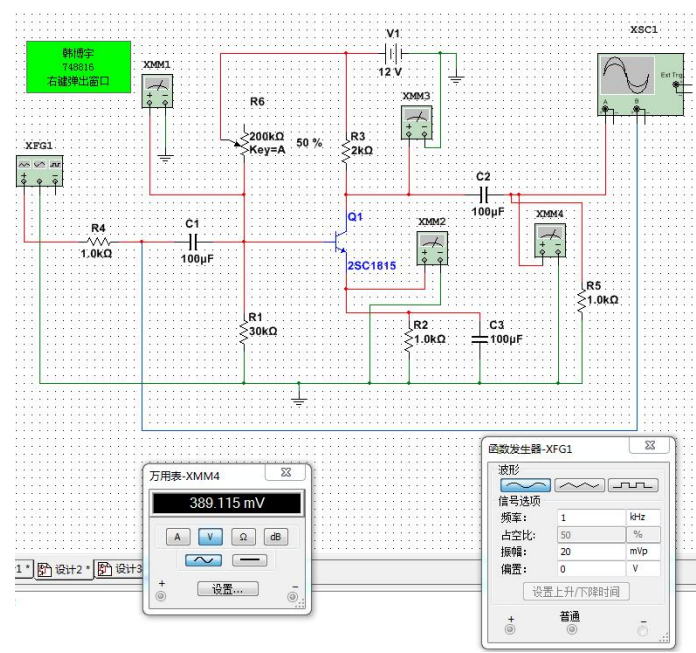 韩博宇
748816
右键弹出窗口
XMM1
V1
12 V
XSC1
Ext Trg
A
B
R6
200kΩ
Key=A
50 %
R3
2kΩ
XMM3
XFG1
C2
100μF
Q1
2SC1815
XMM2
XMM4
R4
1.0kΩ
C1
100μF
R5
1.0kΩ
R1
30kΩ
R2
1.0kΩ
C3
100μF
万用表-XMM4
389.115 mV
A
V
Ω
dB
设置...
+
−
函数发生器-XFG1
波形
信号选项
频率: 1 kHz
占空比: 50 %
振幅: 20 mVp
偏置: 0 V
设置上升/下降时间
+
普通
−
1 *
设计2 *
设计3